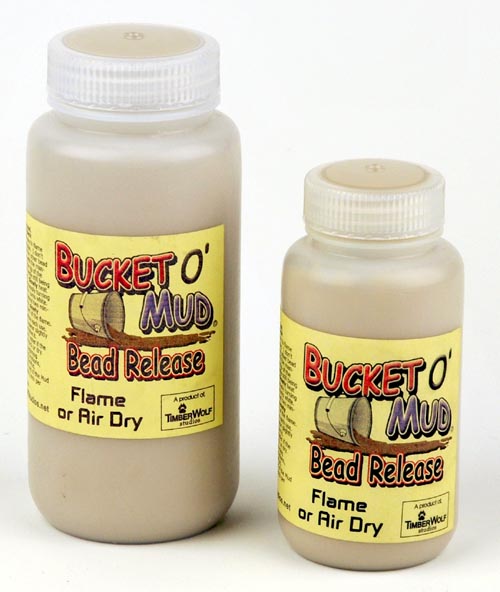 BUCKET O'
MUD
Bead Release
Flame
or Air Dry
A product of
TIMBERWOLF
studios
BUCKET O'
MUD
Bead Release
Flame
or Air Dry
A product of
TIMBERWOLF
studios